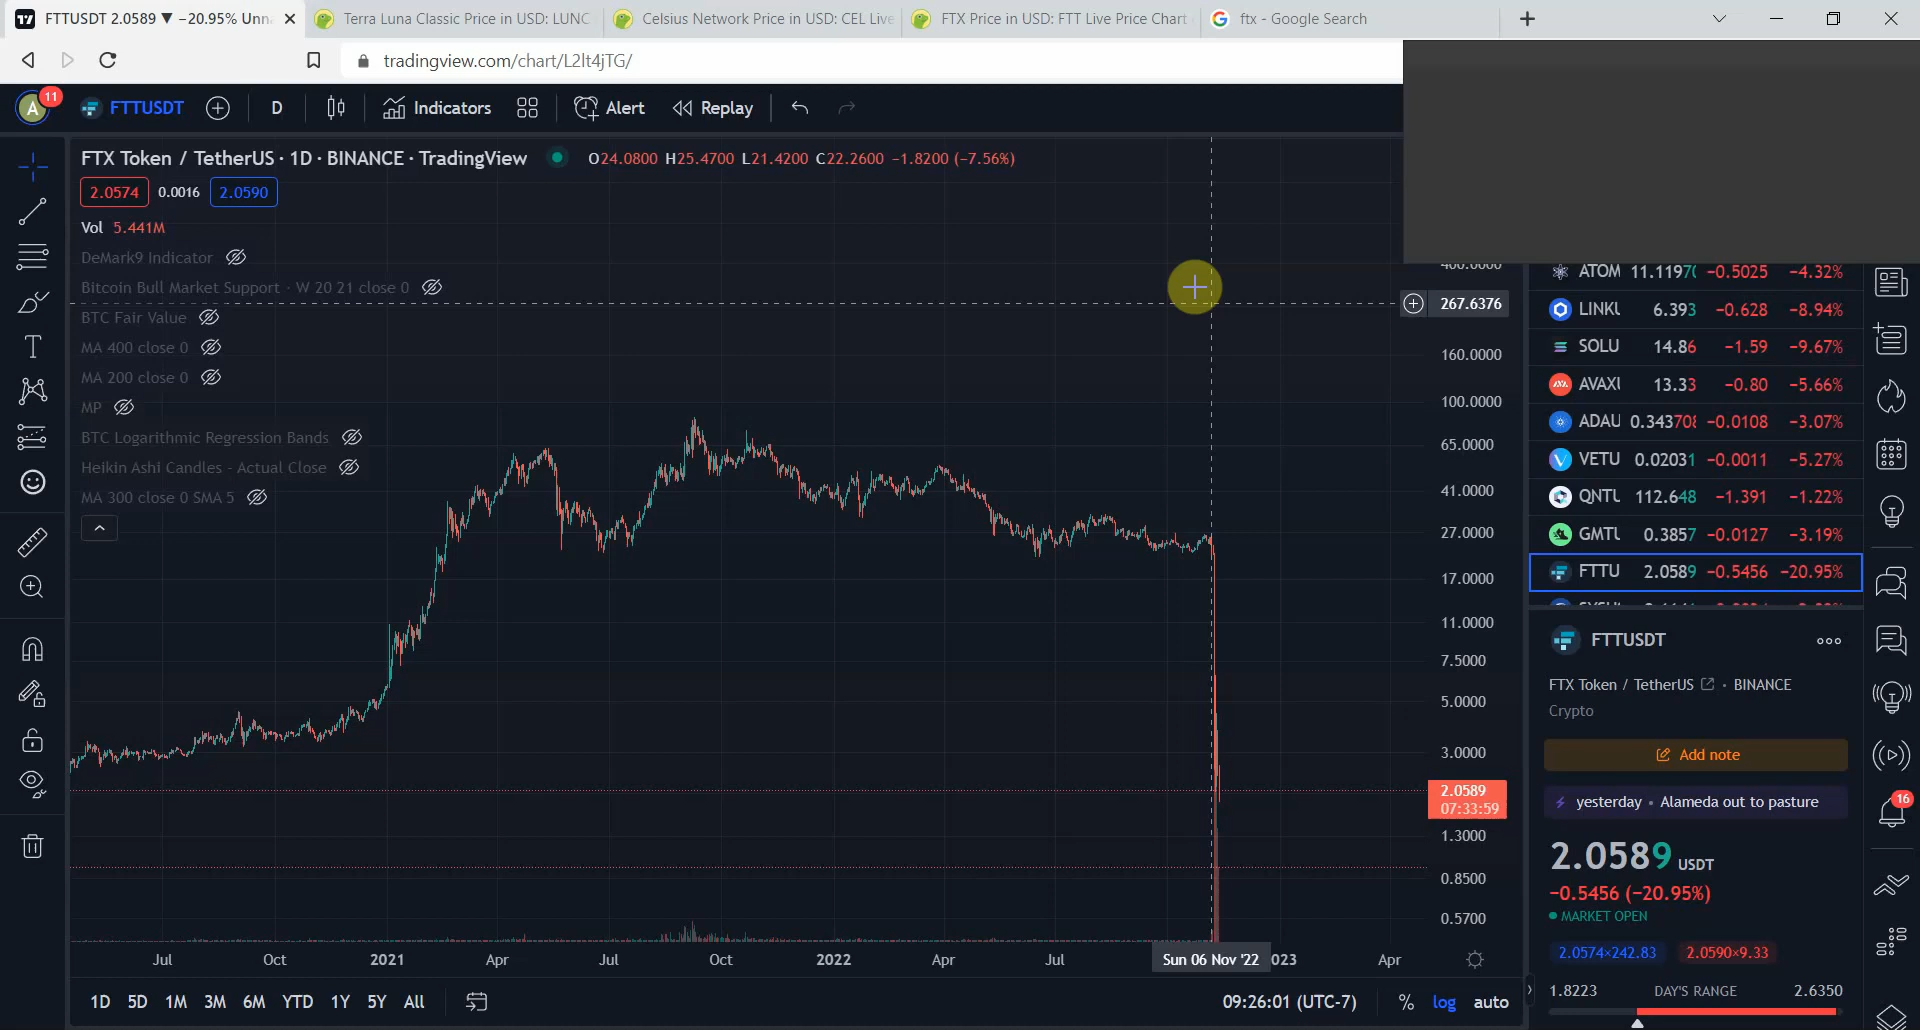 FTTUSDT 2.0589 ▼ −20.95% Unna
Terra Luna Classic Price in USD: LUNC
Celsius Network Price in USD: CEL Live
FTX Price in USD: FTT Live Price Chart
ftx - Google Search
tradingview.com/chart/L2lt4jTG/
A
11
FTTUSDT
D
Indicators
Alert
Replay
FTX Token / TetherUS · 1D · BINANCE · TradingView
O24.0800 H25.4700 L21.4200 C22.2600 −1.8200 (−7.56%)
2.0574
0.0016
2.0590
Vol 5.441M
DeMark9 Indicator
Bitcoin Bull Market Support · W 20 21 close 0
BTC Fair Value
MA 400 close 0
MA 200 close 0
MP
BTC Logarithmic Regression Bands
Heikin Ashi Candles - Actual Close
MA 300 close 0 SMA 5
400.0000
267.6376
160.0000
100.0000
65.0000
41.0000
27.0000
17.0000
11.0000
7.5000
5.0000
3.0000
2.0589
07:33:59
1.3000
0.8500
0.5700
Jul
Oct
2021
Apr
Jul
Oct
2022
Apr
Jul
Sun 06 Nov '22
023
Apr
1D 5D 1M 3M 6M YTD 1Y 5Y All
09:26:01 (UTC-7)
% log auto
ATOM 11.1197 −0.5025 −4.32%
LINKU 6.393 −0.628 −8.94%
SOLU 14.86 −1.59 −9.67%
AVAXU 13.33 −0.80 −5.66%
ADAU 0.343708 −0.0108 −3.07%
VETU 0.02031 −0.0011 −5.27%
QNTU 112.648 −1.391 −1.22%
GMTU 0.3857 −0.0127 −3.19%
FTTU 2.0589 −0.5456 −20.95%
FTTUSDT
FTX Token / TetherUS · BINANCE
Crypto
Add note
yesterday • Alameda out to pasture
2.0589 USDT
−0.5456 (−20.95%)
MARKET OPEN
2.0574×242.83
2.0590×9.33
1.8223
DAY'S RANGE
2.6350
16